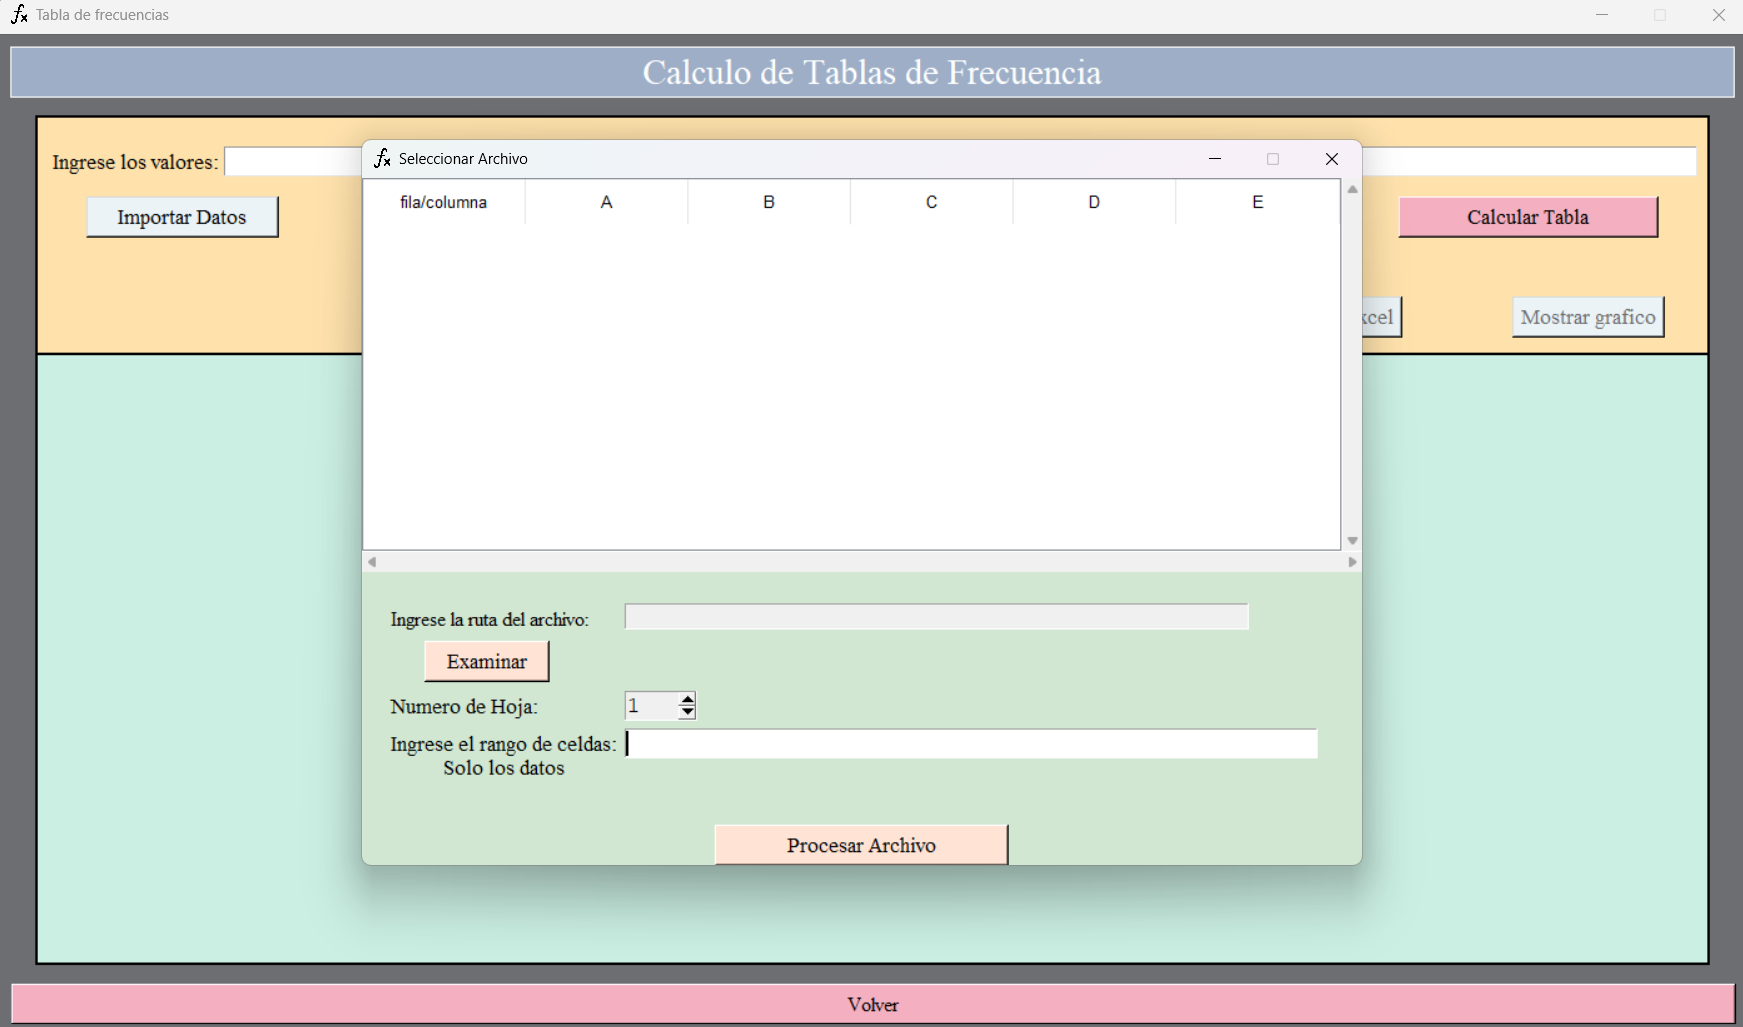 Tabla de frecuencias
Calculo de Tablas de Frecuencia
Ingrese los valores:
Importar Datos
Calcular Tabla
Mostrar grafico
Seleccionar Archivo
fila/columna A B C D E
Ingrese la ruta del archivo:
Examinar
Numero de Hoja: 1
Ingrese el rango de celdas:
Solo los datos
Procesar Archivo
Volver